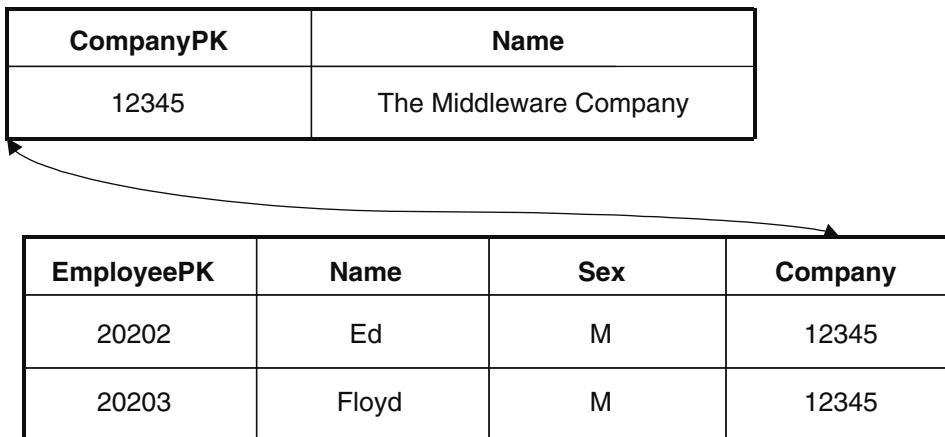 CompanyPK Name
12345 The Middleware Company
EmployeePK Name Sex Company
20202 Ed M 12345
20203 Floyd M 12345